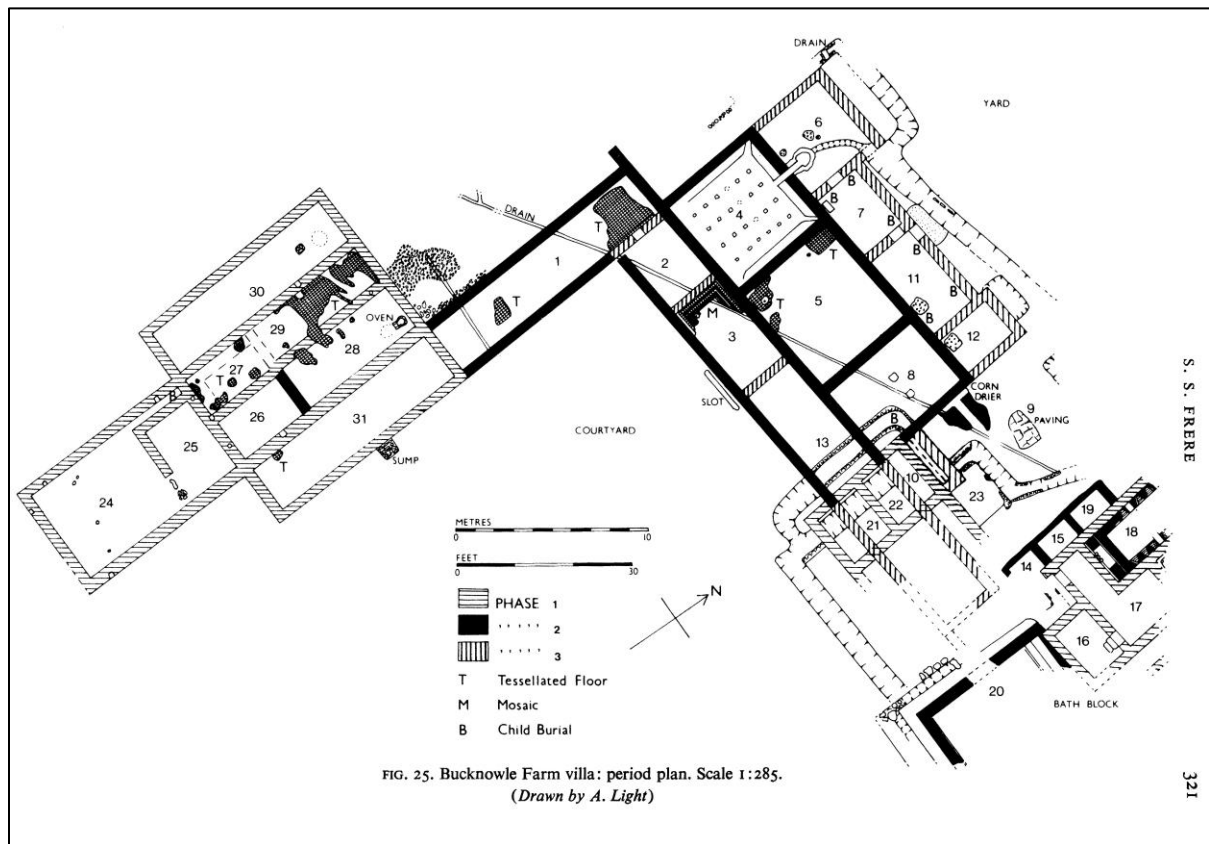 DRAIN
YARD
6
4
7
B
B
B
B
T
DRAIN
T
1
2
11
B
B
5
30
T
M
T
3
12
OVEN
29
28
8
27
T
T
CORN
DRIER
9
PAVING
B
26
31
SLOT
COURTYARD
13
B
25
T
SUMP
10
23
24
22
21
19
15
18
14
17
16
20
BATH BLOCK
METRES
0 10
FEET
0 30
N
PHASE 1
2
3
T Tessellated Floor
M Mosaic
B Child Burial
FIG. 25. Bucknowle Farm villa: period plan. Scale 1:285.
(Drawn by A. Light)
S. S. FRERE
321